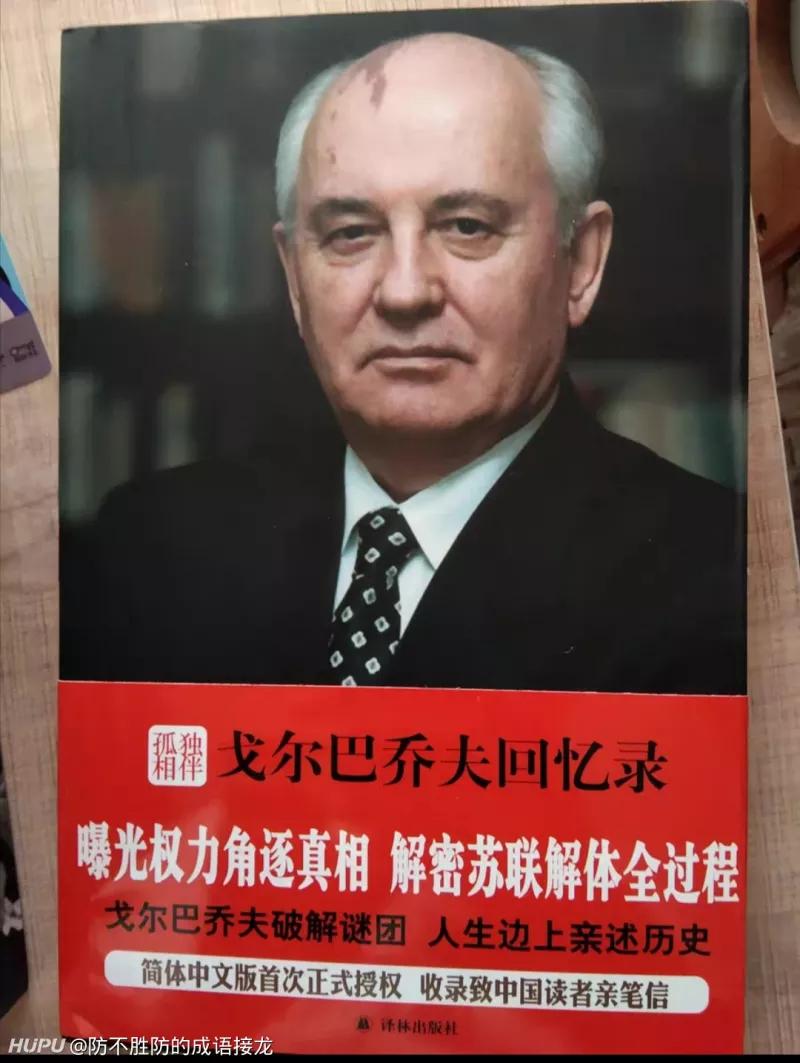 孤独相伴 戈尔巴乔夫回忆录
曝光权力角逐真相 解密苏联解体全过程
戈尔巴乔夫破解谜团 人生边上亲述历史
简体中文版首次正式授权 收录致中国读者亲笔信
译林出版社
HUPU @防不胜防的成语接龙